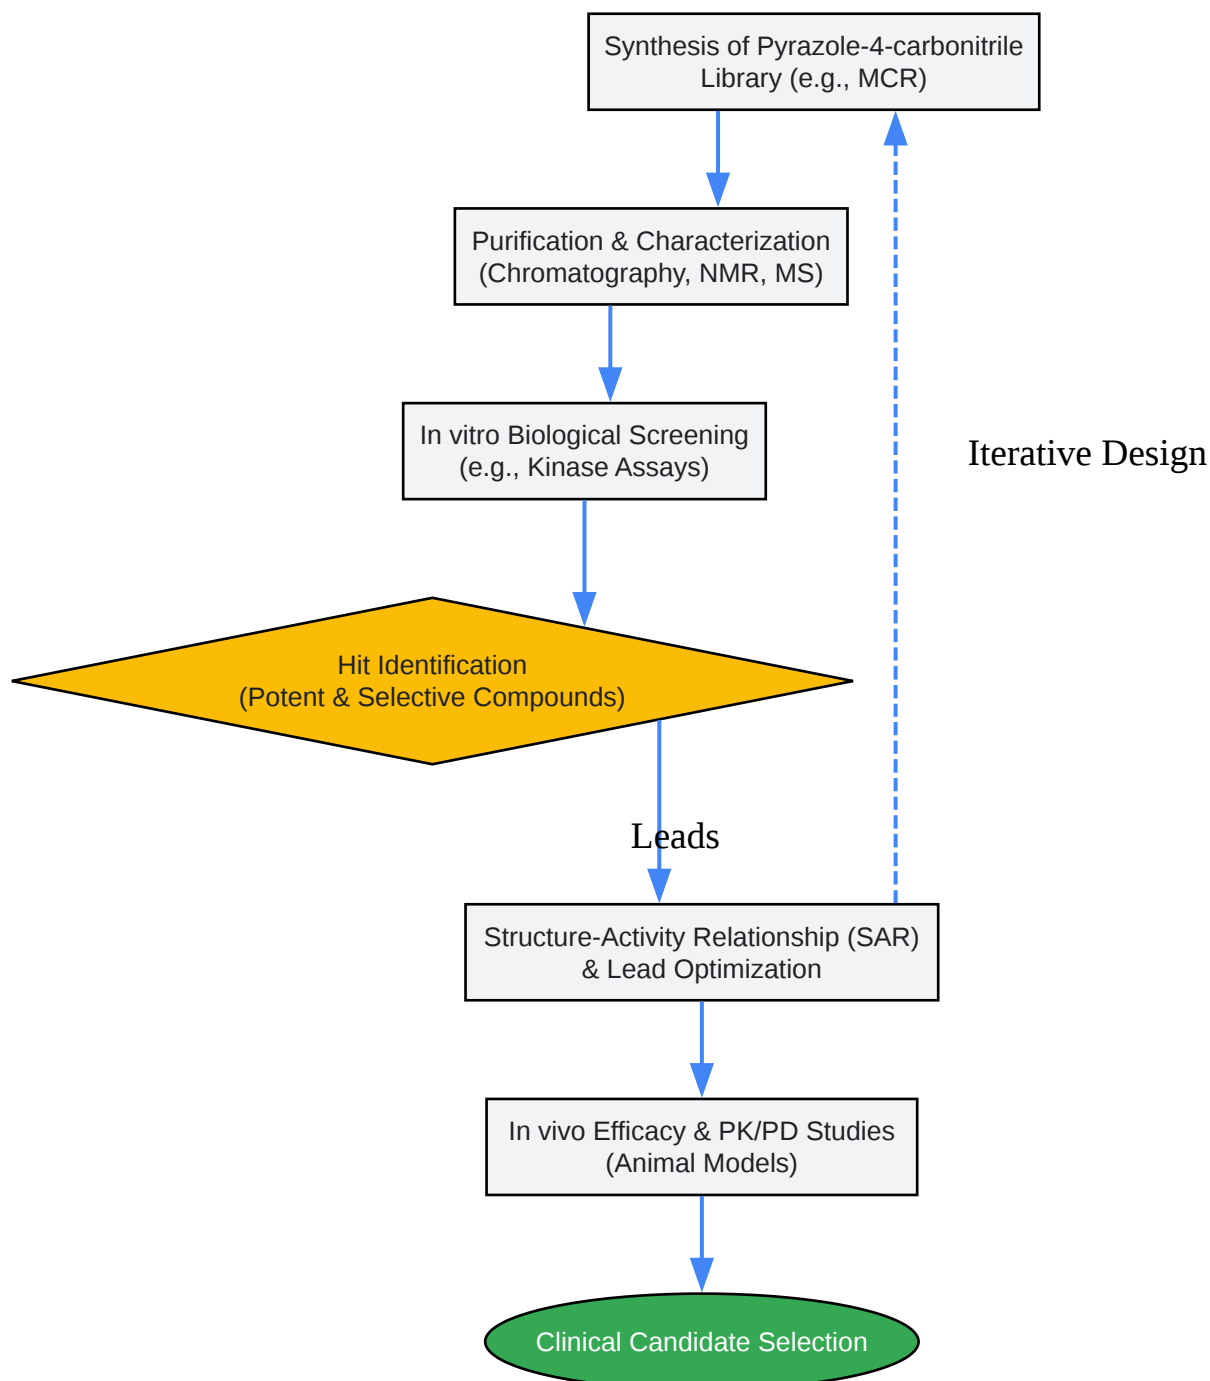 Synthesis of Pyrazole-4-carbonitrile
Library (e.g., MCR)
Purification & Characterization
(Chromatography, NMR, MS)
In vitro Biological Screening
(e.g., Kinase Assays)
Iterative Design
Hit Identification
(Potent & Selective Compounds)
Leads
Structure-Activity Relationship (SAR)
& Lead Optimization
In vivo Efficacy & PK/PD Studies
(Animal Models)
Clinical Candidate Selection